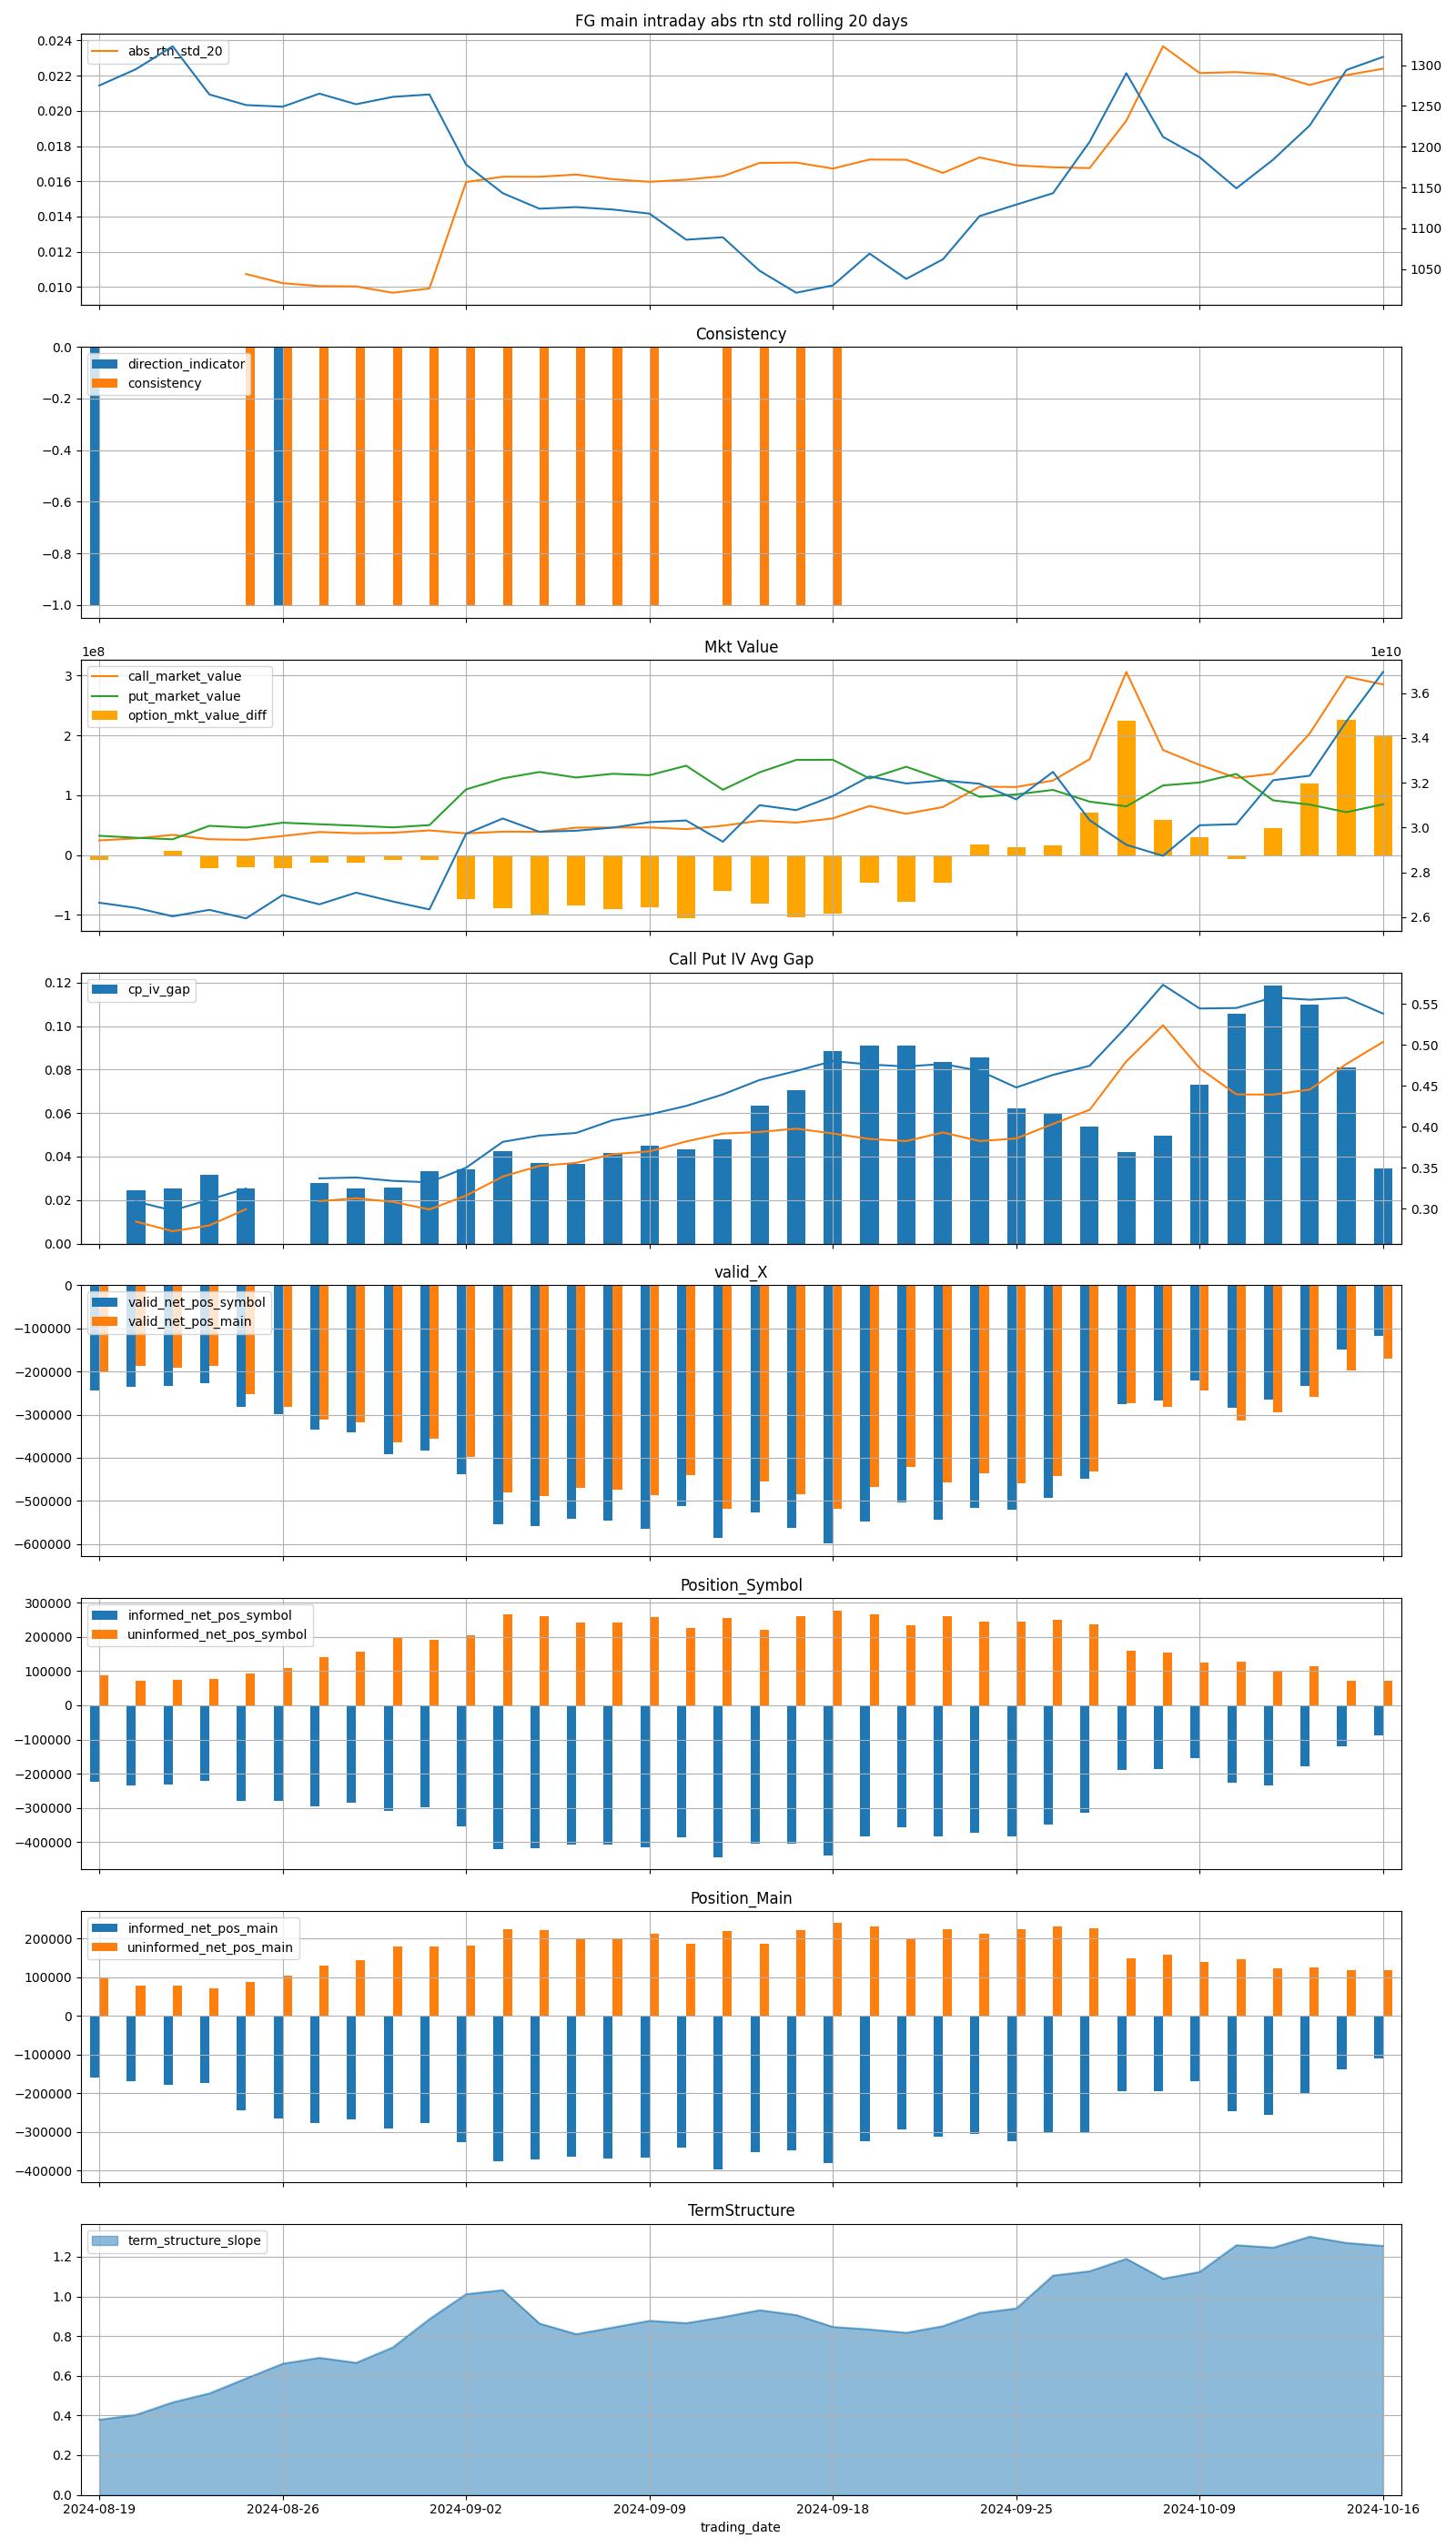 FG main intraday abs rtn std rolling 20 days
abs_rtn_std_20
0.024
0.022
0.020
0.018
0.016
0.014
0.012
0.010
1300
1250
1200
1150
1100
1050
Consistency
direction_indicator
consistency
0.0
−0.2
−0.4
−0.6
−0.8
−1.0
Mkt Value
1e8
1e10
call_market_value
put_market_value
option_mkt_value_diff
3
2
1
0
−1
3.6
3.4
3.2
3.0
2.8
2.6
Call Put IV Avg Gap
cp_iv_gap
0.12
0.10
0.08
0.06
0.04
0.02
0.00
0.55
0.50
0.45
0.40
0.35
0.30
valid_X
valid_net_pos_symbol
valid_net_pos_main
0
−100000
−200000
−300000
−400000
−500000
−600000
Position_Symbol
informed_net_pos_symbol
uninformed_net_pos_symbol
300000
200000
100000
0
−100000
−200000
−300000
−400000
Position_Main
informed_net_pos_main
uninformed_net_pos_main
200000
100000
0
−100000
−200000
−300000
−400000
TermStructure
term_structure_slope
1.2
1.0
0.8
0.6
0.4
0.2
0.0
2024-08-19 2024-08-26 2024-09-02 2024-09-09 2024-09-18 2024-09-25 2024-10-09 2024-10-16
trading_date